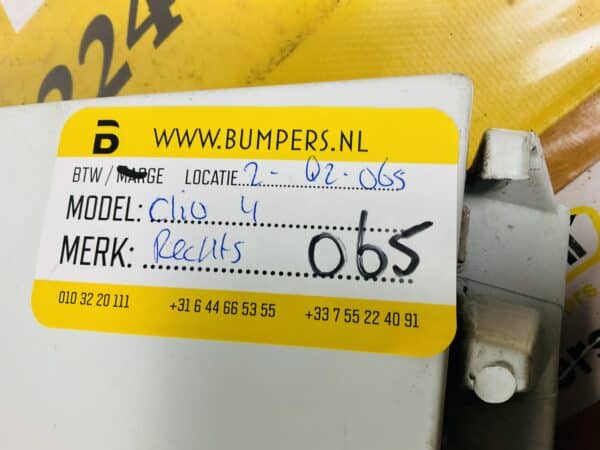 224
B WWW.BUMPERS.NL
BTW / MARGE LOCATIE 2- Q2-065
MODEL: Clio 4
MERK: Rechts 065
010 32 20 111 +31 6 44 66 53 55 +33 7 55 22 40 91